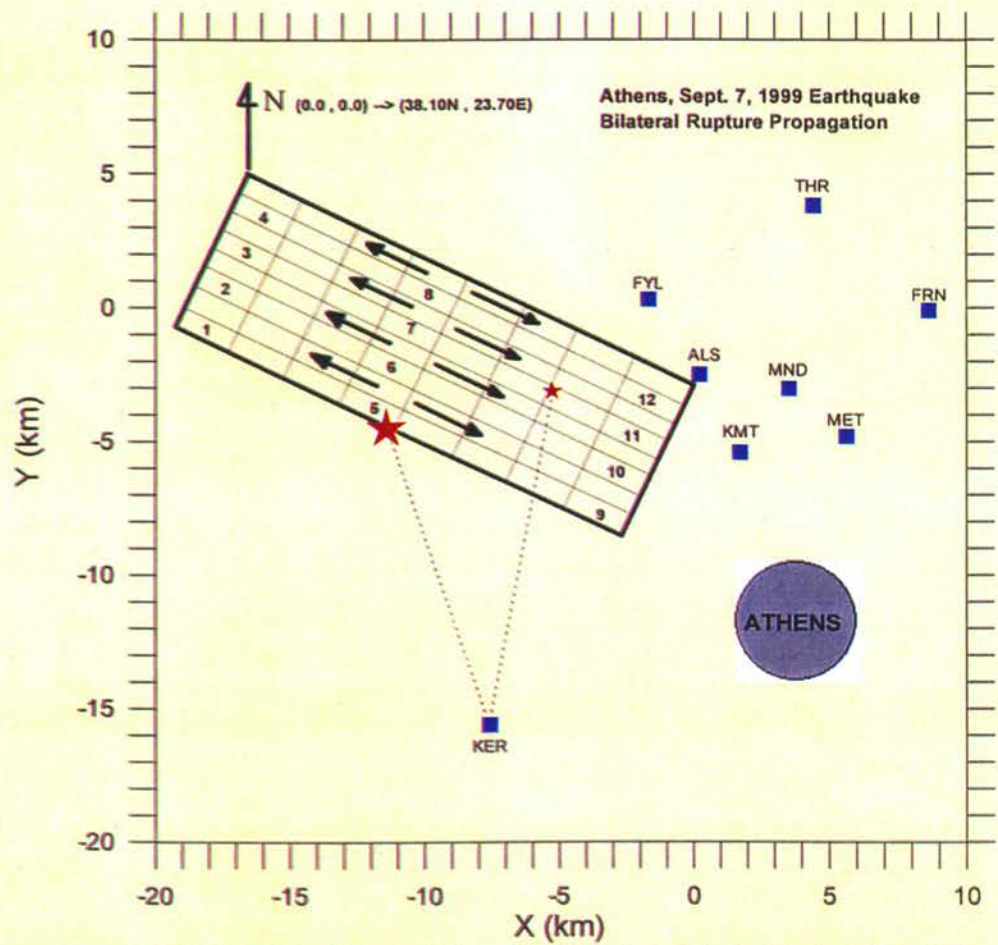 10
N (0.0 , 0.0) –> (38.10N , 23.70E)
Athens, Sept. 7, 1999 Earthquake
Bilateral Rupture Propagation
5
THR
4
3
FYL
FRN
2
8
0
1
7
ALS
MND
6
12
5
11
MET
KMT
-5
10
9
-10
ATHENS
-15
KER
-20
-20 -15 -10 -5 0 5 10
X (km)
Y (km)